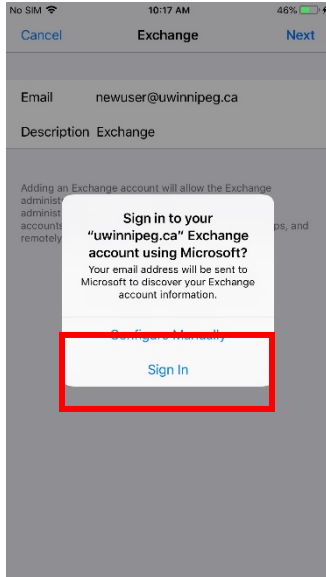 No SIM 10:17 AM 46%
Cancel Exchange Next
Email newuser@uwinnipeg.ca
Description Exchange
Adding an Exchange account will allow the Exchange
administ
administ
accounts ps, and
remotely
Sign in to your
“uwinnipeg.ca” Exchange
account using Microsoft?
Your email address will be sent to
Microsoft to discover your Exchange
account information.
Configure Manually
Sign In